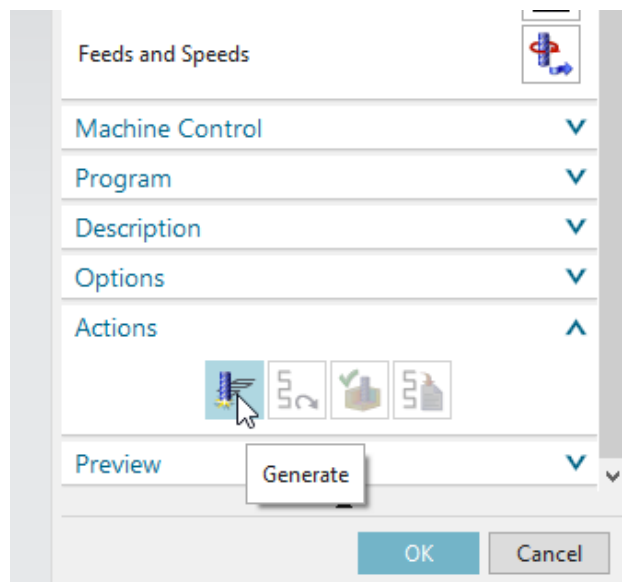 Feeds and Speeds
Machine Control
Program
Description
Options
Actions
Preview
Generate
OK
Cancel